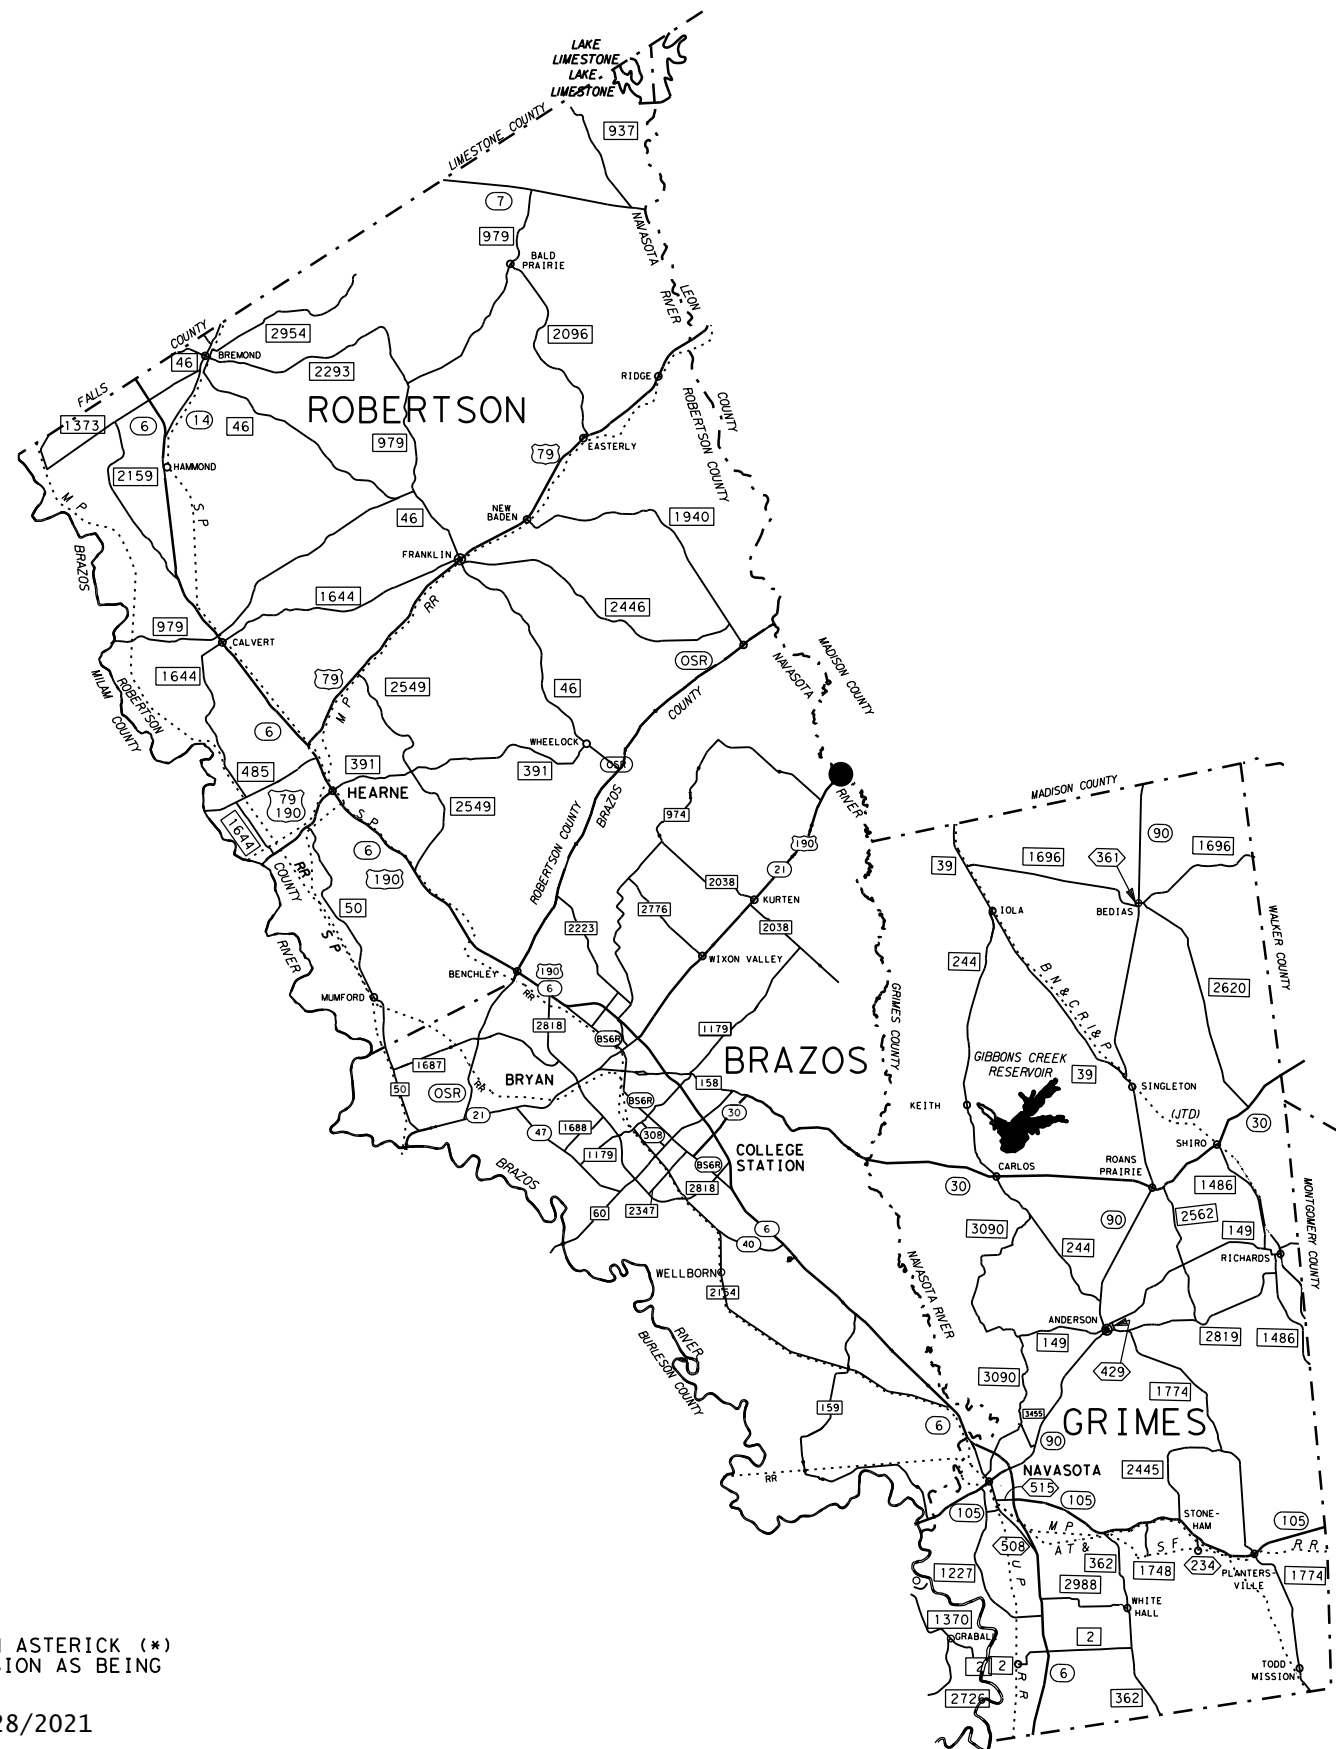 LAKE
LIMESTONE
LAKE
LIMESTONE
937
LIMESTONE COUNTY
7
979
BALD
PRAIRIE
NAVASOTA
RIVER
LEON
COUNTY
2954
2096
46
BREMOND
2293
RIDGE
FALLS
COUNTY
ROBERTSON COUNTY
ROBERTSON
1373
6
14
46
979
79
EASTERLY
2159
HAMMOND
M P
S P
NEW
BADEN
46
1940
BRAZOS
FRANKLIN
1644
RR
2446
979
CALVERT
OSR
MADISON COUNTY
NAVASOTA
1644
MILAM
COUNTY
ROBERTSON
79
2549
M P
46
COUNTY
6
WHEELOCK
OSR
485
391
391
BRAZOS
RIVER
MADISON COUNTY
79
190
HEARNE
2549
974
1644
S P
6
190
ROBERTSON COUNTY
190
90
39
1696
361
1696
COUNTY
RR
21
2038
KURTEN
50
2776
IOLA
BEDIAS
WALKER COUNTY
S P
2223
2038
RIVER
BENCHLEY
190
6
WIXON VALLEY
244
B N & C R I & P
2620
MUMFORD
RR
2818
BS6R
1179
GRIMES COUNTY
BRAZOS
GIBBONS CREEK
RESERVOIR
1687
BRYAN
158
39
50
OSR
RR
21
BS6R
30
KEITH
SINGLETON
(JTD)
47
1688
308
SHIRO
30
1179
BS6R
COLLEGE
STATION
CARLOS
ROANS
PRAIRIE
BRAZOS
2818
30
1486
MONTGOMERY COUNTY
60
2347
3090
90
2562
149
6
40
244
RICHARDS
WELLBORN
2154
NAVASOTA RIVER
ANDERSON
RIVER
BURLESON COUNTY
149
2819
1486
429
3090
1774
159
3455
6
90
GRIMES
RR
NAVASOTA
2445
515
105
105
STONE-
HAM
105
M P
508
A T &
S F
R R
1227
U P
362
1748
234
PLANTERS-
VILLE
1774
2988
WHITE
HALL
1370
GRABALL
2
ASTERICK (*)
SION AS BEING
2
2
6
TODD
MISSION
2726
R R
362
28/2021